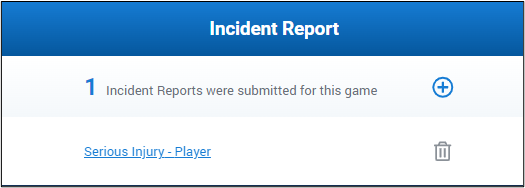 Incident Report
1 Incident Reports were submitted for this game
Serious Injury - Player